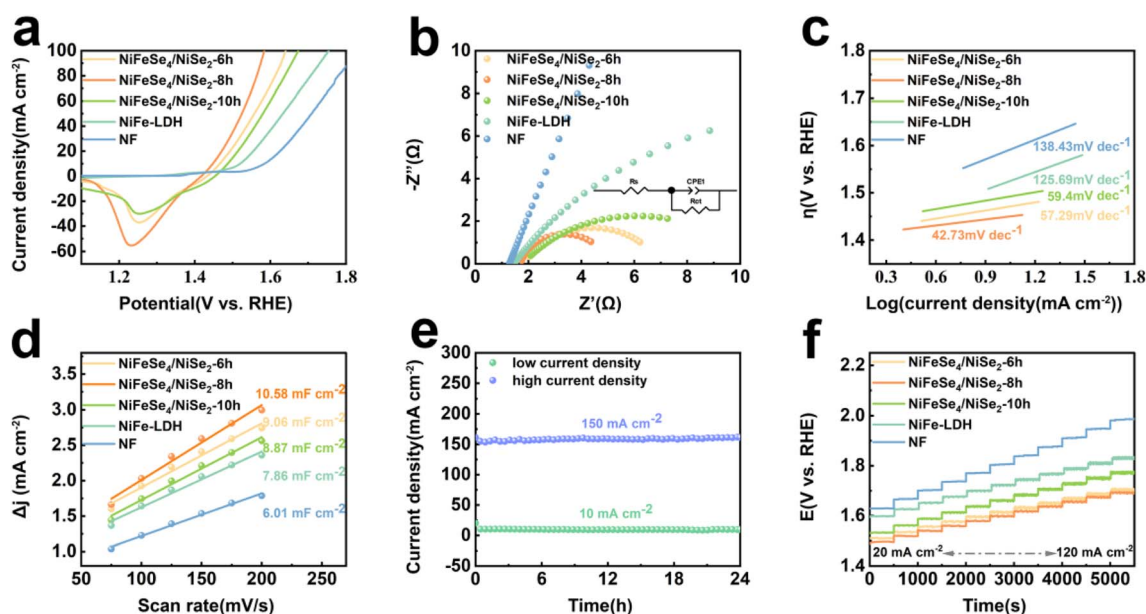 a
100
80
60
40
20
0
-20
-40
-60
1.2
1.4
1.6
1.8
Current density(mA cm⁻²)
Potential(V vs. RHE)
NiFeSe₄/NiSe₂-6h
NiFeSe₄/NiSe₂-8h
NiFeSe₄/NiSe₂-10h
NiFe-LDH
NF
b
10
8
6
4
2
0
0
2
4
6
8
10
-Z''(Ω)
Z'(Ω)
NiFeSe₄/NiSe₂-6h
NiFeSe₄/NiSe₂-8h
NiFeSe₄/NiSe₂-10h
NiFe-LDH
NF
Rs
CPE1
Rct
c
1.8
1.7
1.6
1.5
1.4
0.3
0.6
0.9
1.2
1.5
1.8
η(V vs. RHE)
Log(current density(mA cm⁻²))
NiFeSe₄/NiSe₂-6h
NiFeSe₄/NiSe₂-8h
NiFeSe₄/NiSe₂-10h
NiFe-LDH
NF
138.43mV dec⁻¹
125.69mV dec⁻¹
59.4mV dec⁻¹
57.29mV dec⁻¹
42.73mV dec⁻¹
d
3.5
3.0
2.5
2.0
1.5
1.0
50
100
150
200
250
Δj (mA cm⁻²)
Scan rate(mV/s)
NiFeSe₄/NiSe₂-6h
NiFeSe₄/NiSe₂-8h
NiFeSe₄/NiSe₂-10h
NiFe-LDH
NF
10.58 mF cm⁻²
9.06 mF cm⁻²
8.87 mF cm⁻²
7.86 mF cm⁻²
6.01 mF cm⁻²
e
300
250
200
150
100
50
0
-50
0
6
12
18
24
Current density(mA cm⁻²)
Time(h)
low current density
high current density
150 mA cm⁻²
10 mA cm⁻²
f
2.2
2.0
1.8
1.6
1.4
0
1000
2000
3000
4000
5000
E(V vs. RHE)
Time(s)
NiFeSe₄/NiSe₂-6h
NiFeSe₄/NiSe₂-8h
NiFeSe₄/NiSe₂-10h
NiFe-LDH
NF
20 mA cm⁻²
120 mA cm⁻²